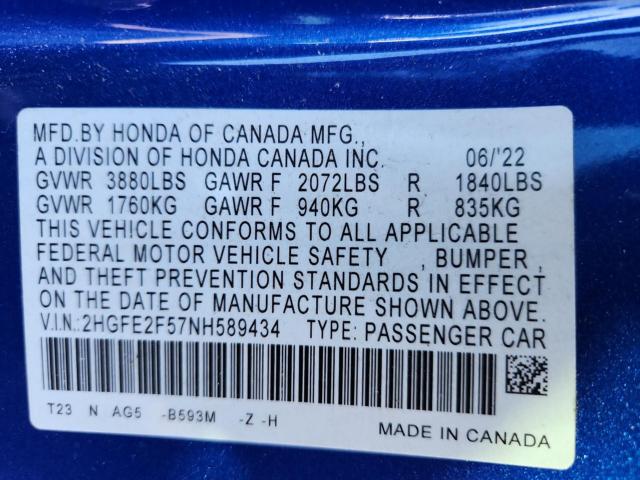 MFD.BY HONDA OF CANADA MFG.,
A DIVISION OF HONDA CANADA INC. 06/'22
GVWR 3880LBS GAWR F 2072LBS R 1840LBS
GVWR 1760KG GAWR F 940KG R 835KG
THIS VEHICLE CONFORMS TO ALL APPLICABLE
FEDERAL MOTOR VEHICLE SAFETY , BUMPER ,
AND THEFT PREVENTION STANDARDS IN EFFECT
ON THE DATE OF MANUFACTURE SHOWN ABOVE.
V.I.N.:2HGFE2F57NH589434 TYPE: PASSENGER CAR
T23 N AG5 -B593M -Z -H
MADE IN CANADA